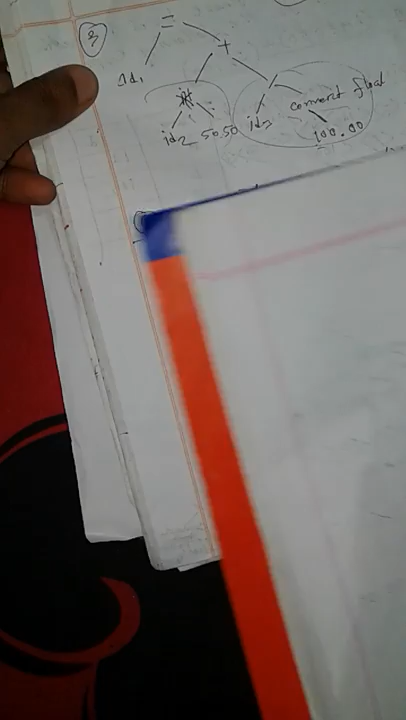 3
=
+
id1
*
/
convert float
id2 50.50
id3
100.00